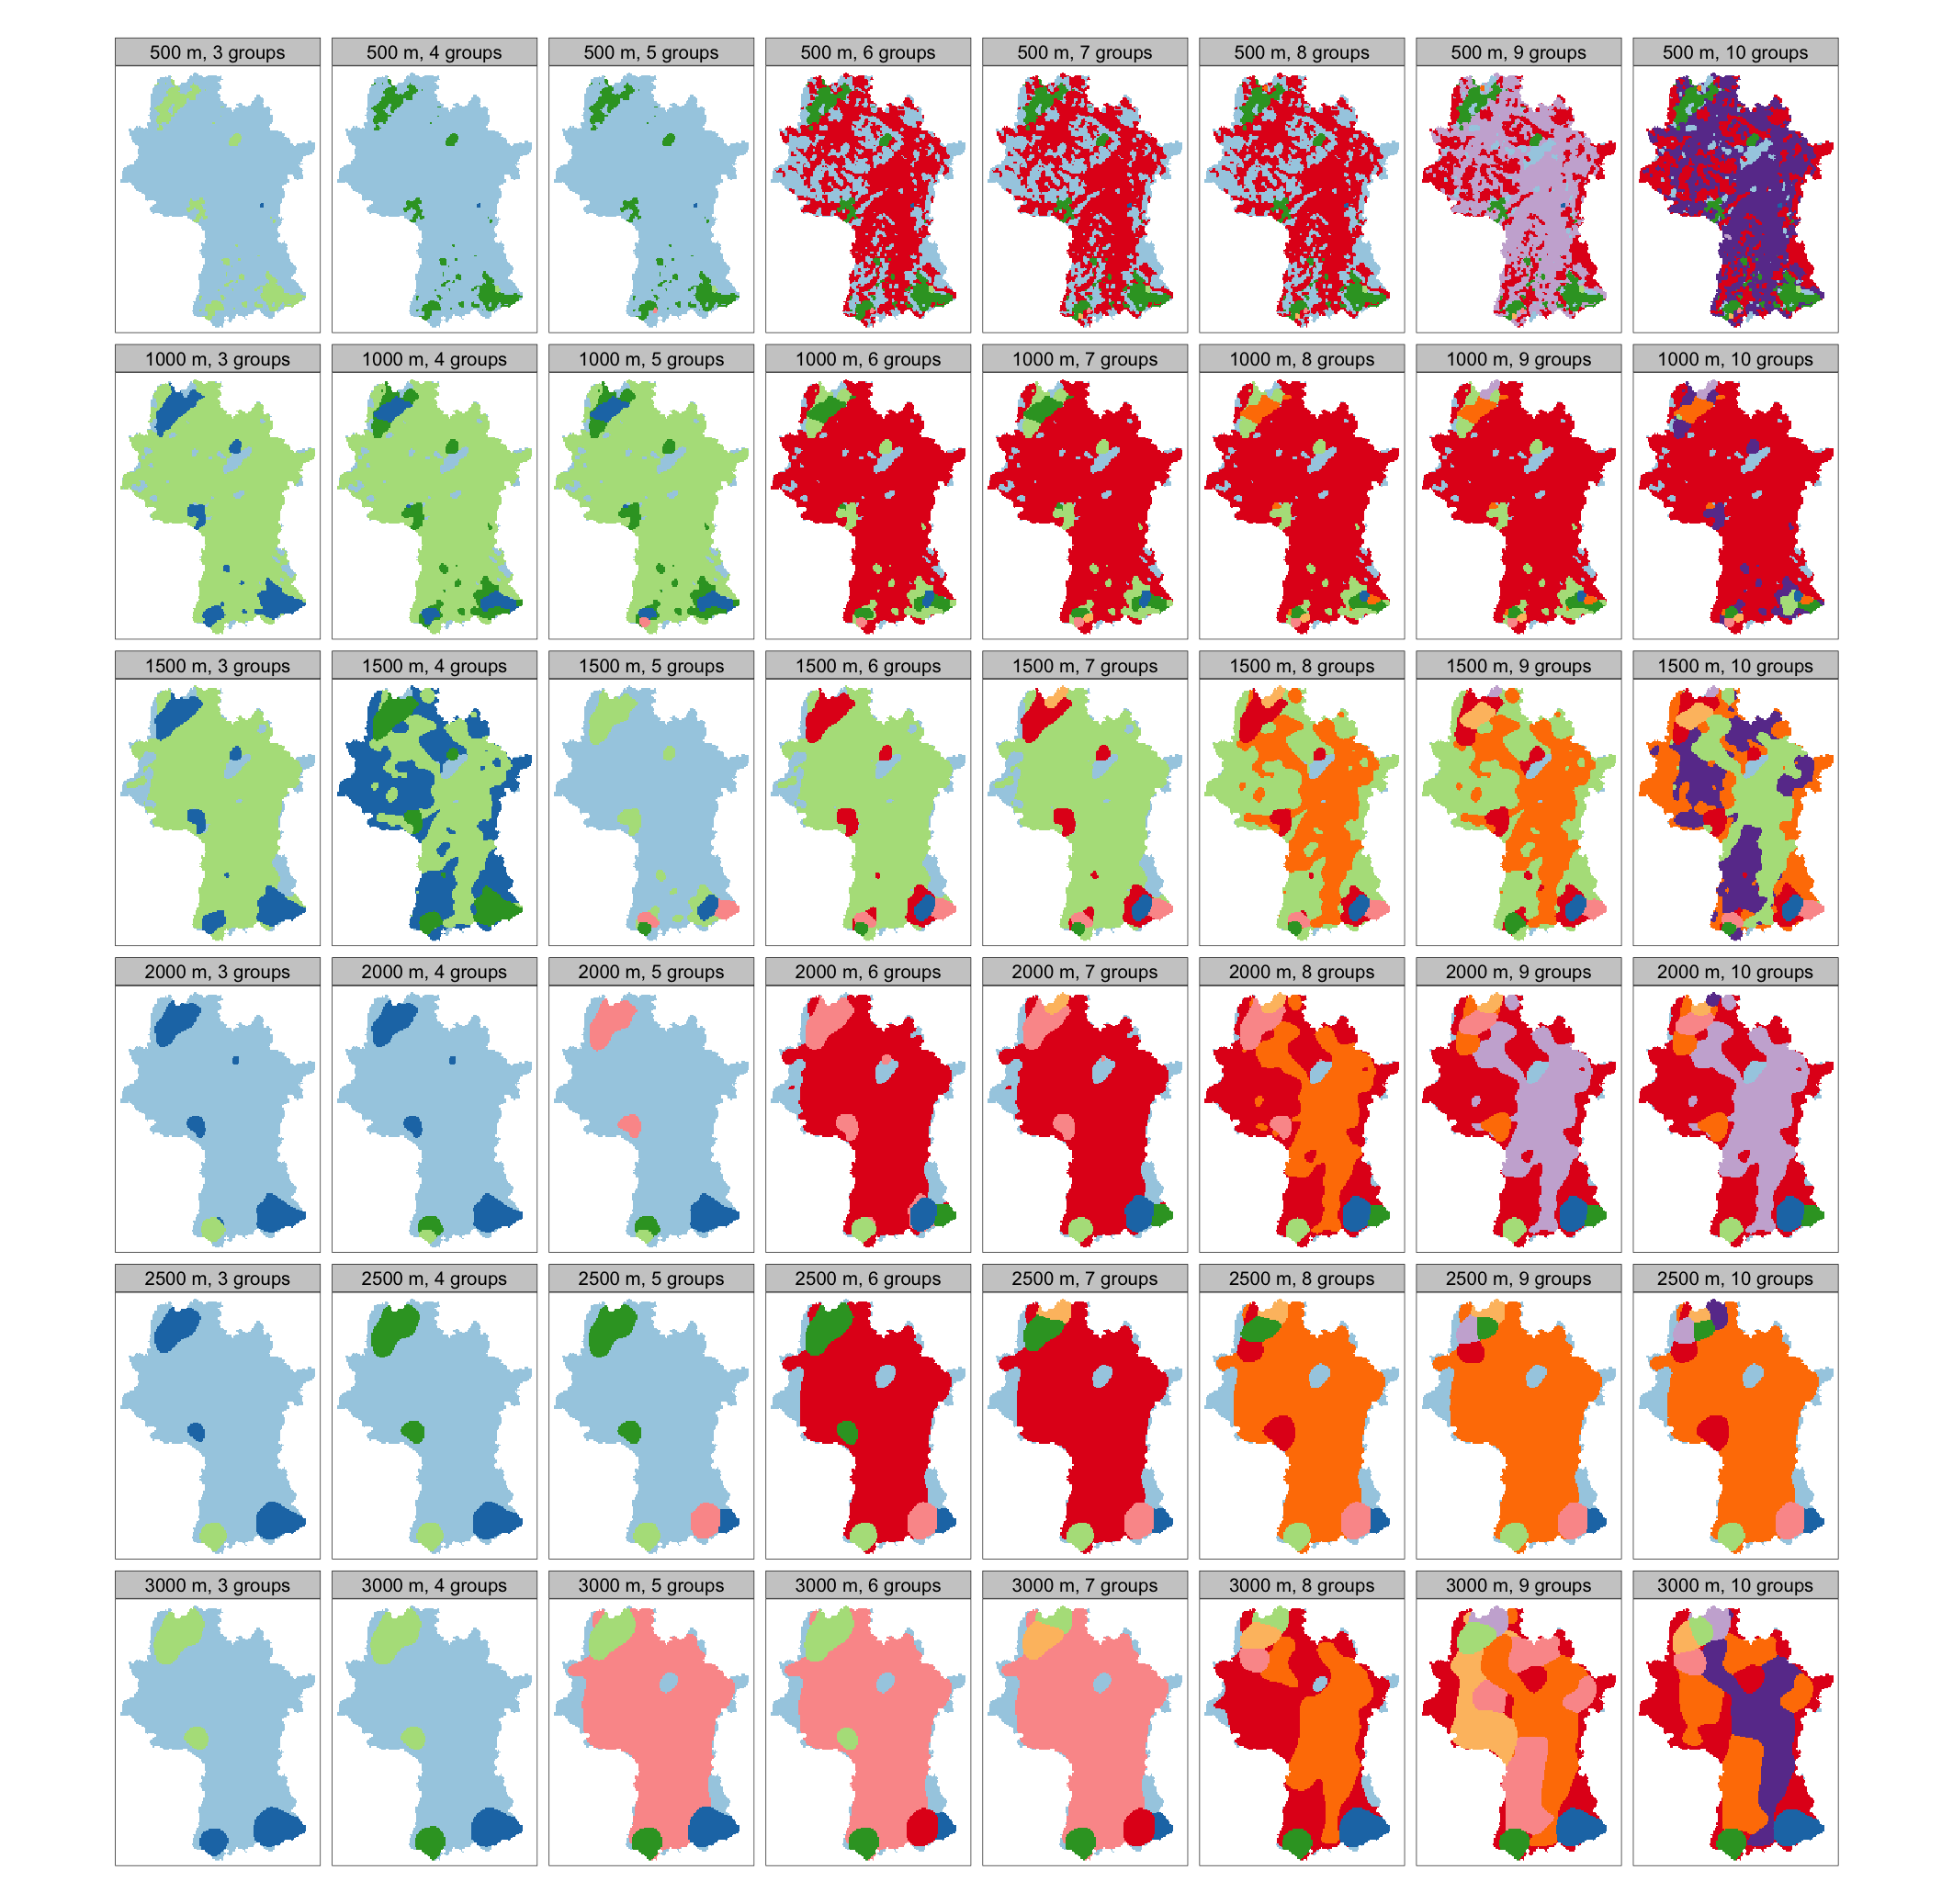 500 m, 3 groups
500 m, 4 groups
500 m, 5 groups
500 m, 6 groups
500 m, 7 groups
500 m, 8 groups
500 m, 9 groups
500 m, 10 groups
1000 m, 3 groups
1000 m, 4 groups
1000 m, 5 groups
1000 m, 6 groups
1000 m, 7 groups
1000 m, 8 groups
1000 m, 9 groups
1000 m, 10 groups
1500 m, 3 groups
1500 m, 4 groups
1500 m, 5 groups
1500 m, 6 groups
1500 m, 7 groups
1500 m, 8 groups
1500 m, 9 groups
1500 m, 10 groups
2000 m, 3 groups
2000 m, 4 groups
2000 m, 5 groups
2000 m, 6 groups
2000 m, 7 groups
2000 m, 8 groups
2000 m, 9 groups
2000 m, 10 groups
2500 m, 3 groups
2500 m, 4 groups
2500 m, 5 groups
2500 m, 6 groups
2500 m, 7 groups
2500 m, 8 groups
2500 m, 9 groups
2500 m, 10 groups
3000 m, 3 groups
3000 m, 4 groups
3000 m, 5 groups
3000 m, 6 groups
3000 m, 7 groups
3000 m, 8 groups
3000 m, 9 groups
3000 m, 10 groups